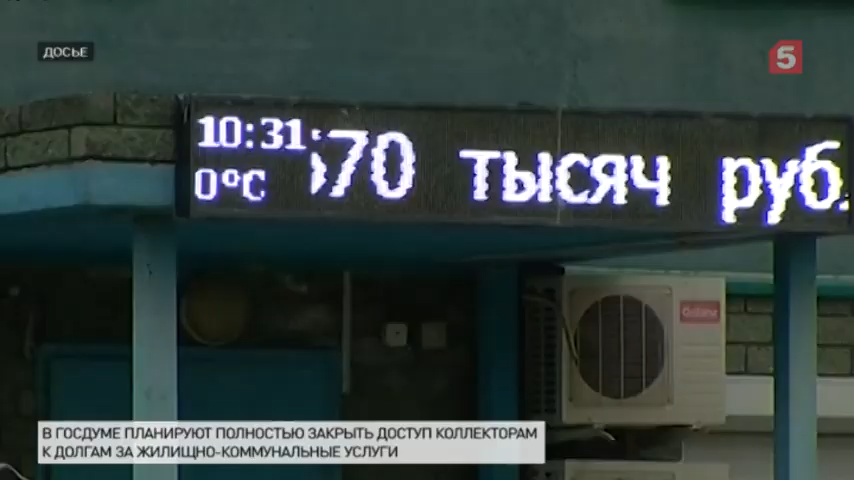 ДОСЬЕ
5
10:31
0°C
70 тысяч руб.
В ГОСДУМЕ ПЛАНИРУЮТ ПОЛНОСТЬЮ ЗАКРЫТЬ ДОСТУП КОЛЛЕКТОРАМ
К ДОЛГАМ ЗА ЖИЛИЩНО-КОММУНАЛЬНЫЕ УСЛУГИ